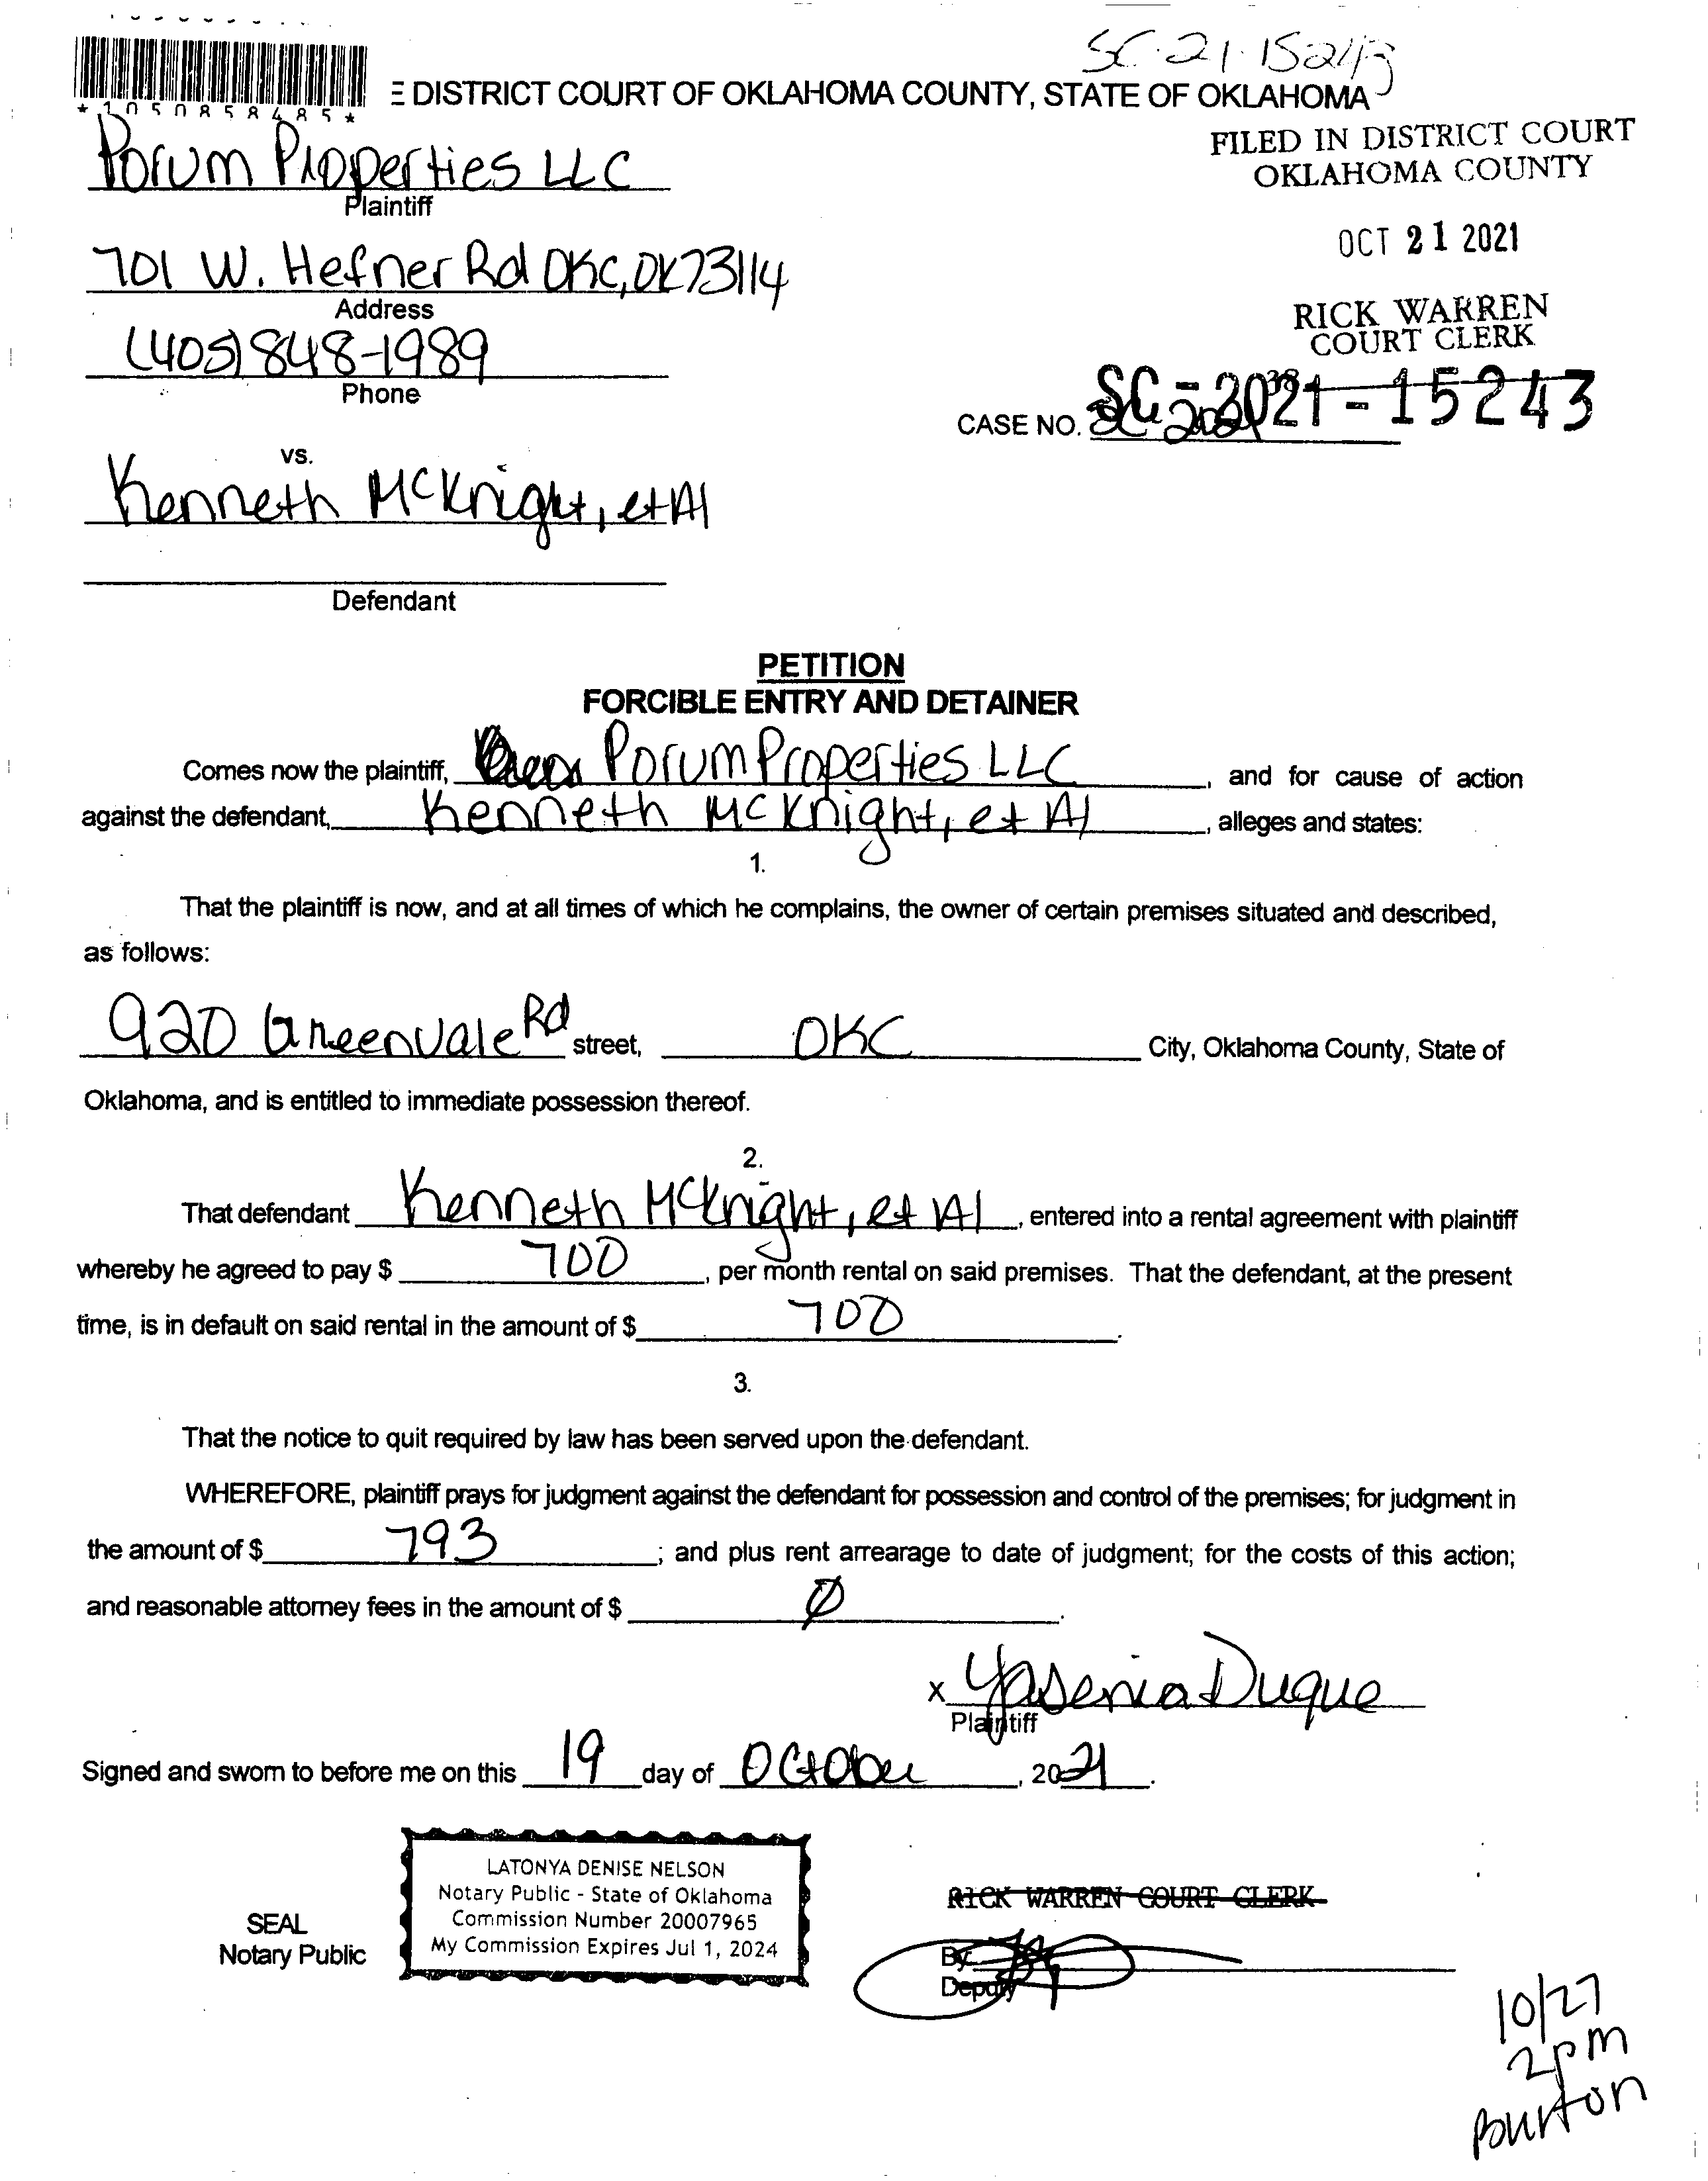 SC-21-15243
DISTRICT COURT OF OKLAHOMA COUNTY, STATE OF OKLAHOMA
*1050858485*
FILED IN DISTRICT COURT
OKLAHOMA COUNTY
Porum Properties LLC
Plaintiff
OCT 21 2021
701 W. Hefner Rd OKC, OK 73114
Address
RICK WARREN
COURT CLERK
(405) 848-1989
Phone
CASE NO. SC-2021-15243
vs.
Kenneth McKnight, et Al
Defendant
PETITION
FORCIBLE ENTRY AND DETAINER
Comes now the plaintiff, Porum Properties LLC, and for cause of action
against the defendant, Kenneth McKnight, et Al, alleges and states:
1.
That the plaintiff is now, and at all times of which he complains, the owner of certain premises situated and described,
as follows:
920 Greenvale Rd street, OKC City, Oklahoma County, State of
Oklahoma, and is entitled to immediate possession thereof.
2.
That defendant Kenneth McKnight, et Al, entered into a rental agreement with plaintiff
whereby he agreed to pay $ 700, per month rental on said premises. That the defendant, at the present
time, is in default on said rental in the amount of $ 700.
3.
That the notice to quit required by law has been served upon the defendant.
WHEREFORE, plaintiff prays for judgment against the defendant for possession and control of the premises; for judgment in
the amount of $ 793; and plus rent arrearage to date of judgment; for the costs of this action;
and reasonable attorney fees in the amount of $ Ø.
x Yasenia Duque
Plaintiff
Signed and sworn to before me on this 19 day of October, 2021.
LATONYA DENISE NELSON
Notary Public - State of Oklahoma
Commission Number 20007965
My Commission Expires Jul 1, 2024
SEAL
Notary Public
RICK WARREN COURT CLERK
By
Deputy
10/27
2pm
Burton